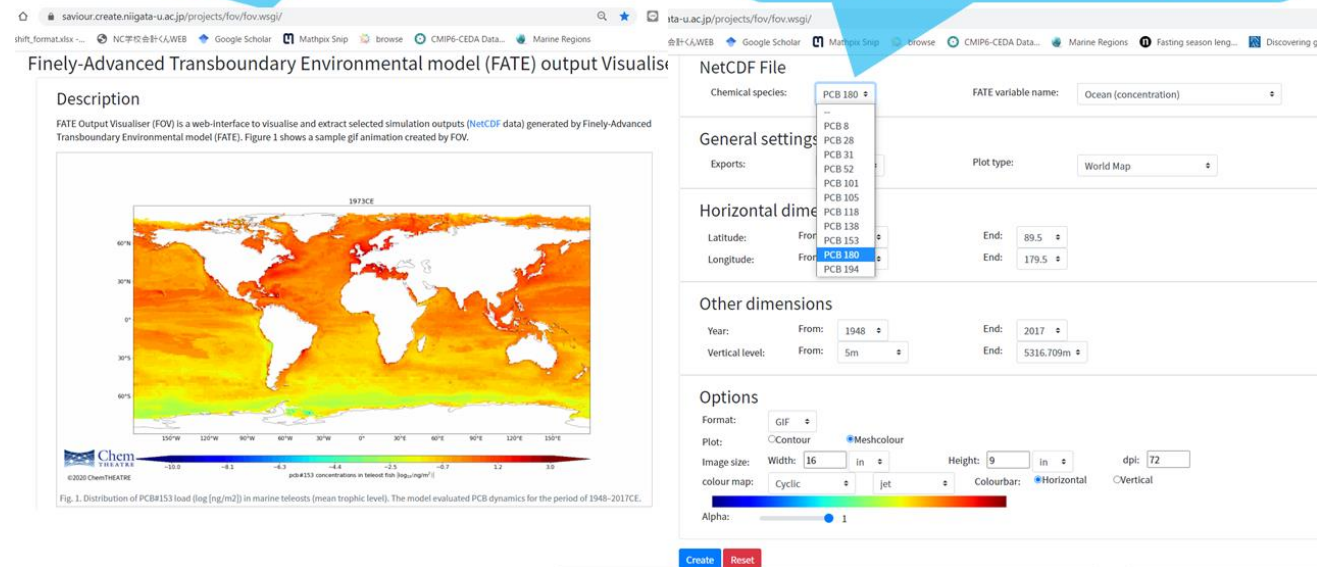 saviour.create.niigata-u.ac.jp/projects/fov/fov.wsgi/
shift_format.xlsx -...
NC学校会計くんWEB
Google Scholar
Mathpix Snip
browse
CMIP6-CEDA Data...
Marine Regions
Finely-Advanced Transboundary Environmental model (FATE) output Visualise
Description
FATE Output Visualiser (FOV) is a web-interface to visualise and extract selected simulation outputs (NetCDF data) generated by Finely-Advanced
Transboundary Environmental model (FATE). Figure 1 shows a sample gif animation created by FOV.
1973CE
60°N
30°N
0°
30°S
60°S
150°W 120°W 90°W 60°W 30°W 0° 30°E 60°E 90°E 120°E 150°E
-10.0 -8.1 -6.3 -4.4 -2.5 -0.7 1.2 3.0
pcb#153 concentrations in teleost fish [log₁₀(ng/m²)]
Chem
THEATRE
©2020 ChemTHEATRE
Fig. 1. Distribution of PCB#153 load (log [ng/m2]) in marine teleosts (mean trophic level). The model evaluated PCB dynamics for the period of 1948–2017CE.
ata-u.ac.jp/projects/fov/fov.wsgi/
会計くんWEB
Google Scholar
Mathpix Snip
browse
CMIP6-CEDA Data...
Marine Regions
Fasting season leng...
Discovering g
NetCDF File
Chemical species: PCB 180
FATE variable name: Ocean (concentration)
--
PCB 8
PCB 28
PCB 31
PCB 52
PCB 101
PCB 105
PCB 118
PCB 138
PCB 153
PCB 180
PCB 194
General settings
Exports:
Plot type: World Map
Horizontal dime
Latitude: Fro End: 89.5
Longitude: Fro End: 179.5
Other dimensions
Year: From: 1948 End: 2017
Vertical level: From: 5m End: 5316.709m
Options
Format: GIF
Plot: Contour Meshcolour
Image size: Width: 16 in Height: 9 in dpi: 72
colour map: Cyclic jet Colourbar: Horizontal Vertical
Alpha: 1
Create Reset